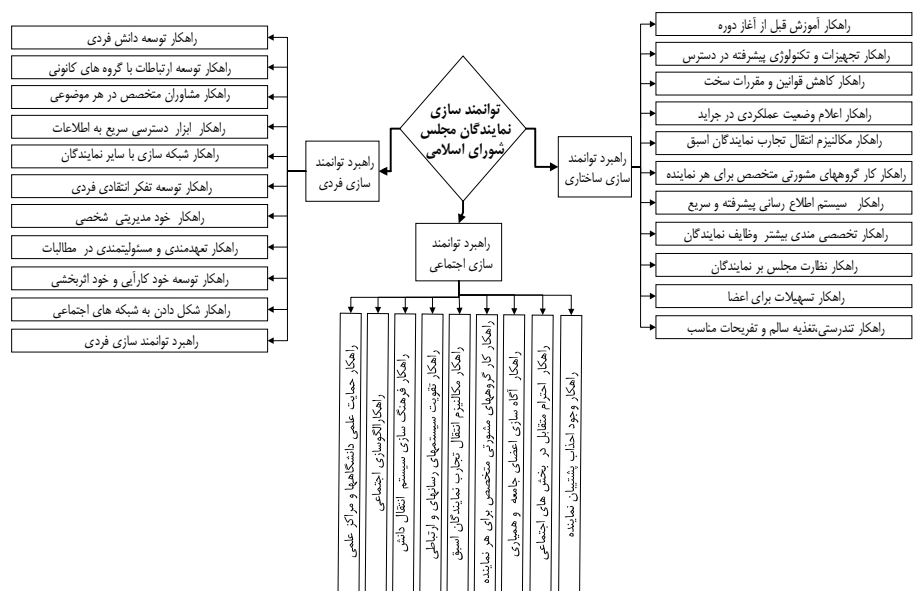 توانمند سازی
نمایندگان مجلس
شورای اسلامی
راهبرد توانمند
سازی ساختاری
راهکار آموزش قبل از آغاز دوره
راهکار تجهیزات و تکنولوژی پیشرفته در دسترس
راهکار کاهش قوانین و مقررات سخت
راهکار اعلام وضعیت عملکردی در جراید
راهکار مکالنیزم انتقال تجارب نمایندگان اسبق
راهکار کار گروههای مشورتی متخصص برای هر نماینده
راهکار سیستم اطلاع رسانی پیشرفته و سریع
راهکار تخصصی مندی بیشتر وظایف نمایندگان
راهکار نظارت مجلس بر نمایندگان
راهکار تسهیلات برای اعضا
راهکار تندرستی،تغذیه سالم و تفریحات مناسب
راهبرد توانمند
سازی اجتماعی
راهکار وجود احذاب پشتیبان نماینده
راهکار احترام متقابل در بخش های اجتماعی
راهکار آگاه سازی اعضای جامعه و همیاری
راهکار کار گروههای مشورتی متخصص برای هر نماینده
راهکار مکالنیزم انتقال تجارب نمایندگان اسبق
راهکار تقویت سیستمهای رسانهای و ارتباطی
راهکار فرهنگ سازی سیستم انتقال دانش
راهکارالگوسازی اجتماعی
راهکار حمایت علمی دانشگاهها و مراکز علمی
راهبرد توانمند
سازی فردی
راهکار توسعه دانش فردی
راهکار توسعه ارتباطات با گروه های کانونی
راهکار مشاوران متخصص در هر موضوعی
راهکار ابزار دسترسی سریع به اطلاعات
راهکار شبکه سازی با سایر نمایندگان
راهکار توسعه تفکر انتقادی فردی
راهکار خود مدیریتی شخصی
راهکار تعهدمندی و مسئولیتمندی در مطالبات
راهکار توسعه خود کارآیی و خود اثربخشی
راهکار شکل دادن به شبکه های اجتماعی
راهبرد توانمند سازی فردی